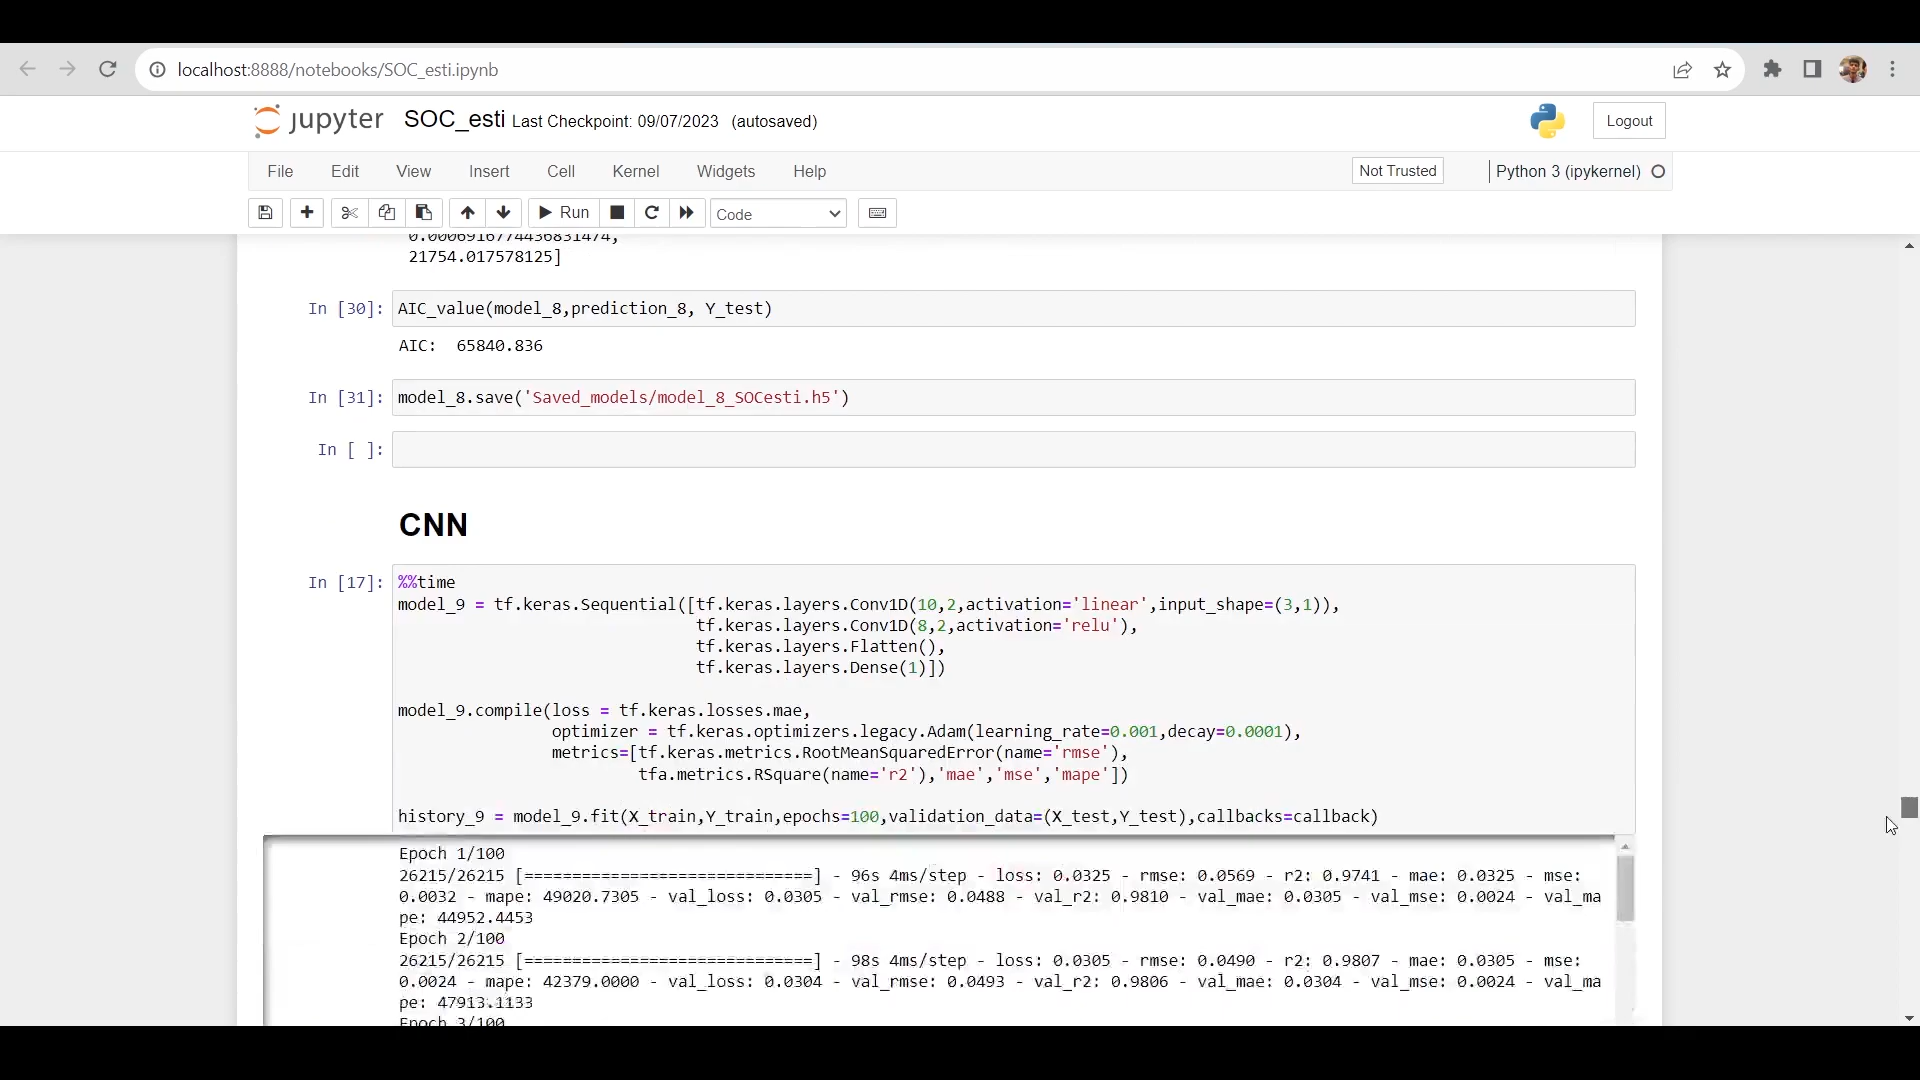 localhost:8888/notebooks/SOC_esti.ipynb
jupyter SOC_esti Last Checkpoint: 09/07/2023 (autosaved)
Logout
File Edit View Insert Cell Kernel Widgets Help Not Trusted Python 3 (ipykernel)
Run Code
0.0006916774436831474,
21754.017578125]
In [30]: AIC_value(model_8,prediction_8, Y_test)
AIC:  65840.836
In [31]: model_8.save('Saved_models/model_8_SOCesti.h5')
In [ ]:
CNN
In [17]: %%time
model_9 = tf.keras.Sequential([tf.keras.layers.Conv1D(10,2,activation='linear',input_shape=(3,1)),
tf.keras.layers.Conv1D(8,2,activation='relu'),
tf.keras.layers.Flatten(),
tf.keras.layers.Dense(1)])
model_9.compile(loss = tf.keras.losses.mae,
optimizer = tf.keras.optimizers.legacy.Adam(learning_rate=0.001,decay=0.0001),
metrics=[tf.keras.metrics.RootMeanSquaredError(name='rmse'),
tfa.metrics.RSquare(name='r2'),'mae','mse','mape'])
history_9 = model_9.fit(X_train,Y_train,epochs=100,validation_data=(X_test,Y_test),callbacks=callback)
Epoch 1/100
26215/26215 [==============================] - 96s 4ms/step - loss: 0.0325 - rmse: 0.0569 - r2: 0.9741 - mae: 0.0325 - mse:
0.0032 - mape: 49020.7305 - val_loss: 0.0305 - val_rmse: 0.0488 - val_r2: 0.9810 - val_mae: 0.0305 - val_mse: 0.0024 - val_ma
pe: 44952.4453
Epoch 2/100
26215/26215 [==============================] - 98s 4ms/step - loss: 0.0305 - rmse: 0.0490 - r2: 0.9807 - mae: 0.0305 - mse:
0.0024 - mape: 42379.0000 - val_loss: 0.0304 - val_rmse: 0.0493 - val_r2: 0.9806 - val_mae: 0.0304 - val_mse: 0.0024 - val_ma
pe: 47913.1133
Epoch 3/100